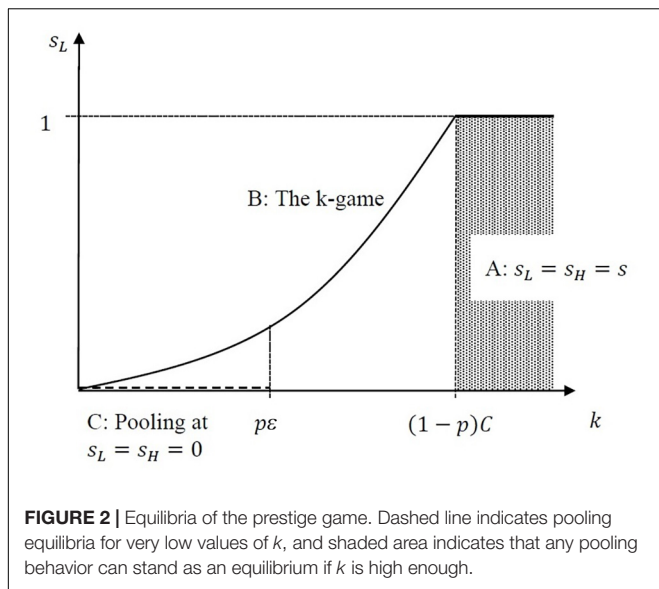 s_L
1
B: The k-game
A: s_L = s_H = s
C: Pooling at
s_L = s_H = 0
pε
(1 − p)C
k
FIGURE 2 | Equilibria of the prestige game. Dashed line indicates pooling
equilibria for very low values of k, and shaded area indicates that any pooling
behavior can stand as an equilibrium if k is high enough.